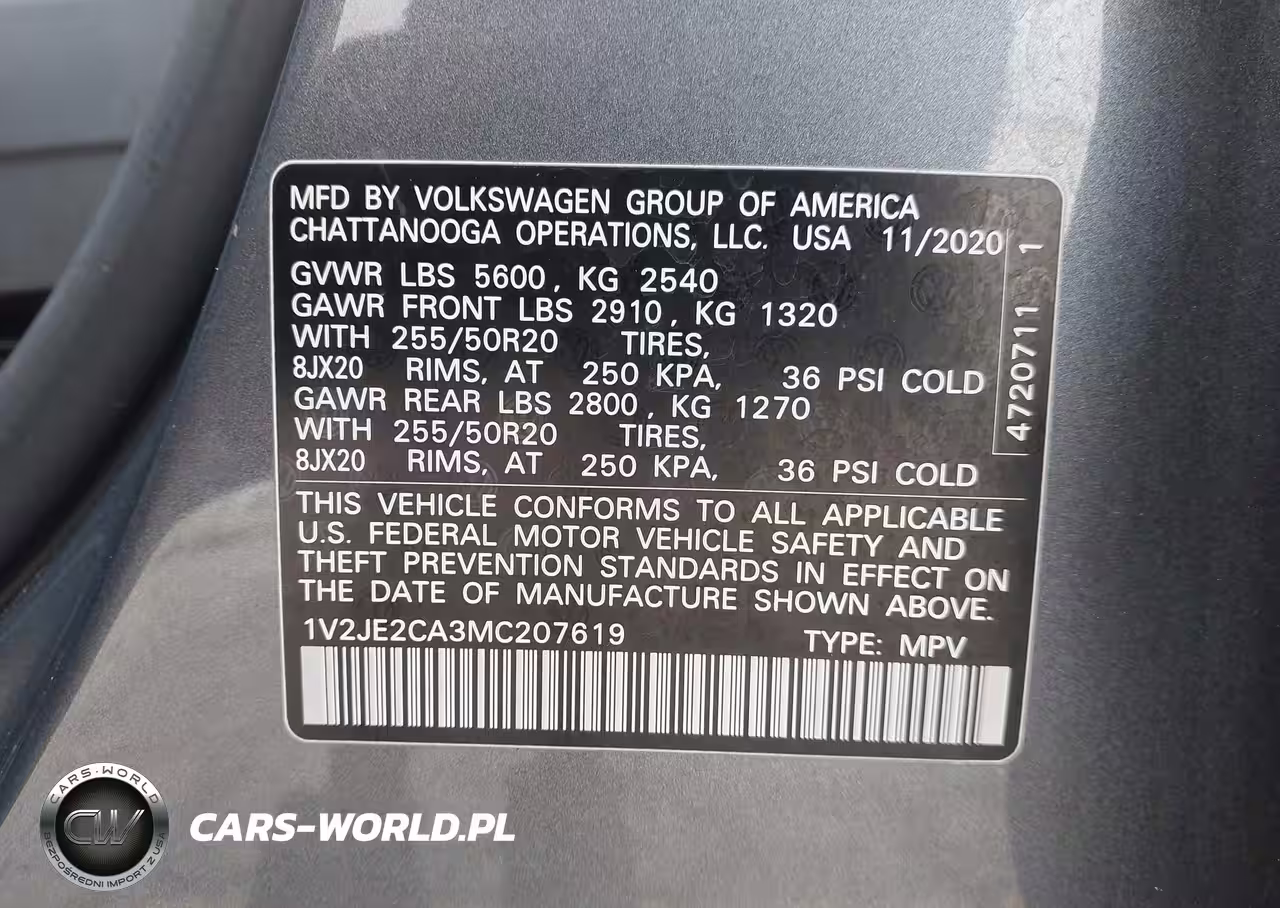 MFD BY VOLKSWAGEN GROUP OF AMERICA
CHATTANOOGA OPERATIONS, LLC. USA 11/2020
GVWR LBS 5600, KG 2540
GAWR FRONT LBS 2910, KG 1320
WITH 255/50R20 TIRES,
8JX20 RIMS, AT 250 KPA, 36 PSI COLD
GAWR REAR LBS 2800, KG 1270
WITH 255/50R20 TIRES,
8JX20 RIMS, AT 250 KPA, 36 PSI COLD
4720711 1
THIS VEHICLE CONFORMS TO ALL APPLICABLE
U.S. FEDERAL MOTOR VEHICLE SAFETY AND
THEFT PREVENTION STANDARDS IN EFFECT ON
THE DATE OF MANUFACTURE SHOWN ABOVE.
1V2JE2CA3MC207619 TYPE: MPV
CARS-WORLD
CW
BEZPOŚREDNI IMPORT Z USA
CARS-WORLD.PL